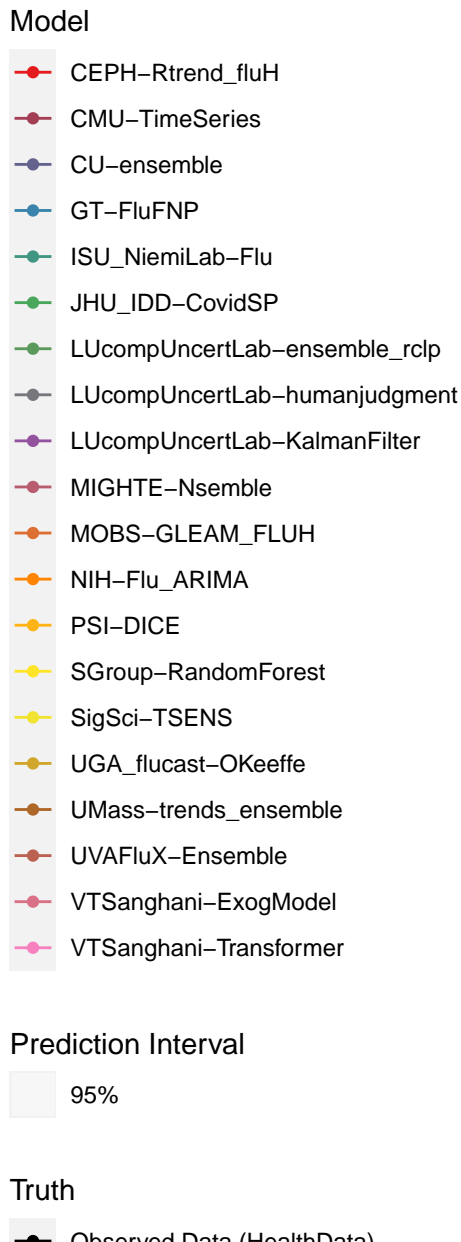 Model
CEPH−Rtrend_fluH
CMU−TimeSeries
CU−ensemble
GT−FluFNP
ISU_NiemiLab−Flu
JHU_IDD−CovidSP
LUcompUncertLab−ensemble_rclp
LUcompUncertLab−humanjudgment
LUcompUncertLab−KalmanFilter
MIGHTE−Nsemble
MOBS−GLEAM_FLUH
NIH−Flu_ARIMA
PSI−DICE
SGroup−RandomForest
SigSci−TSENS
UGA_flucast−OKeeffe
UMass−trends_ensemble
UVAFluX−Ensemble
VTSanghani−ExogModel
VTSanghani−Transformer
Prediction Interval
95%
Truth
Observed Data (HealthData)